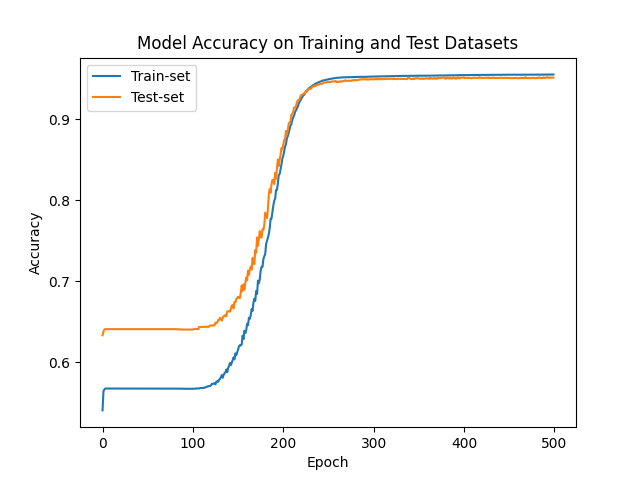 Model Accuracy on Training and Test Datasets
Train-set
Test-set
Accuracy
0.9
0.8
0.7
0.6
0 100 200 300 400 500
Epoch